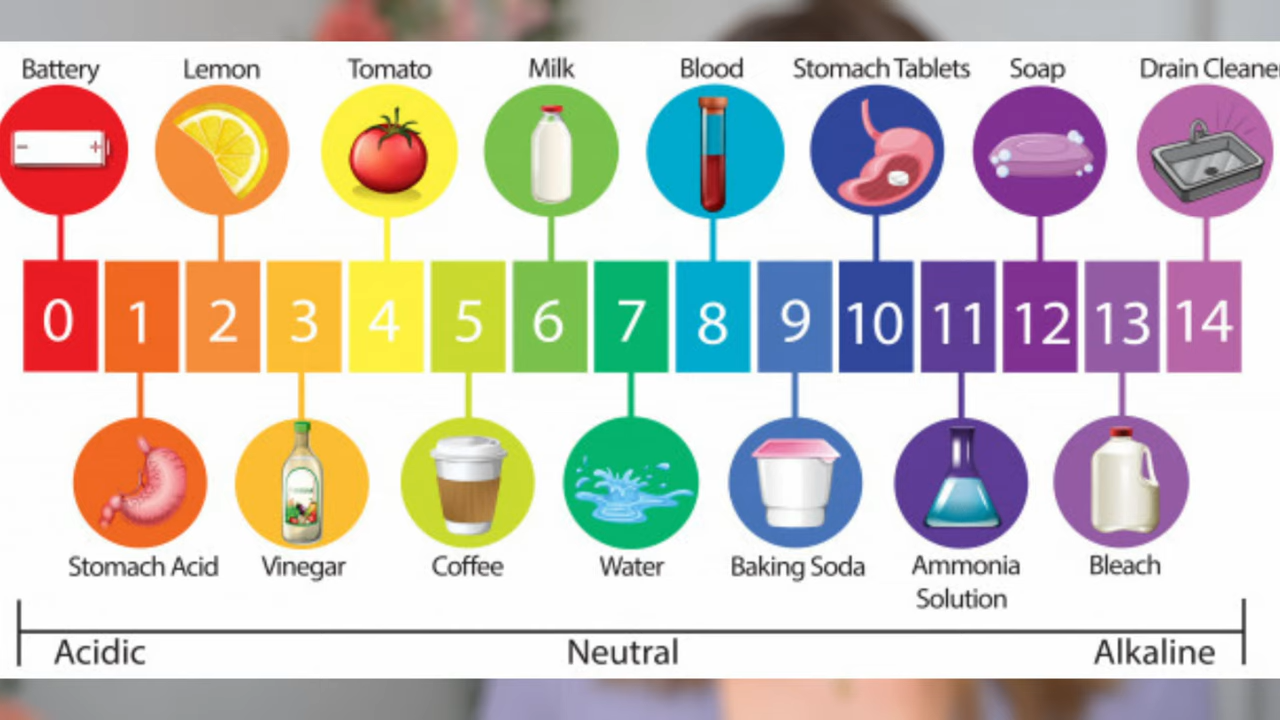 Battery
Lemon
Tomato
Milk
Blood
Stomach Tablets
Soap
Drain Cleaner
0
1
2
3
4
5
6
7
8
9
10
11
12
13
14
Stomach Acid
Vinegar
Coffee
Water
Baking Soda
Ammonia
Solution
Bleach
Acidic
Neutral
Alkaline